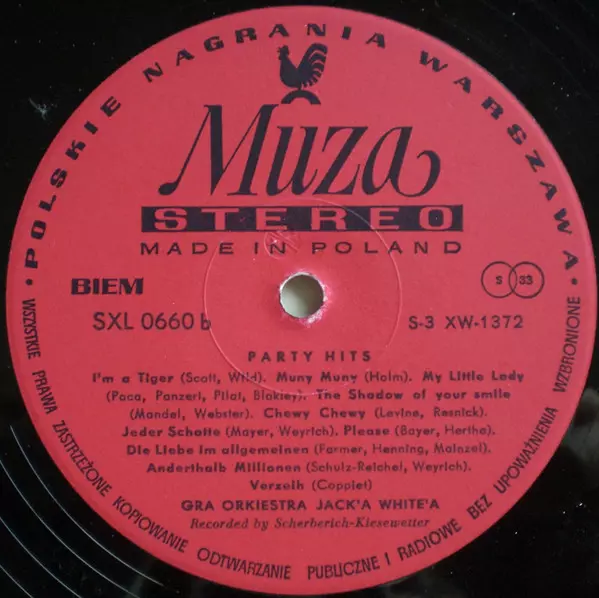 • POLSKIE NAGRANIA WARSZAWA •
Muza
STEREO
MADE IN POLAND
BIEM
S 33
SXL 0660 b
S-3 XW-1372
PARTY HITS
I'm a Tiger (Scott, Wild). Muny Muny (Holm). My Little Lady
(Paca, Panzeri, Pilat, Blakley). The Shadow of your smile
(Mandel, Webster). Chewy Chewy (Levine, Resnick).
Jeder Schotte (Mayer, Weyrich). Please (Bayer, Herthe).
Die Liebe im allgemeinen (Farmer, Henning, Mainzel).
Anderthalb Millionen (Schulz-Reichel, Weyrich).
Verzeih (Coppiet)
GRA ORKIESTRA JACK'A WHITE'A
Recorded by Scherberich-Kiesewetter
WSZYSTKIE PRAWA ZASTRZEŻONE KOPIOWANIE ODTWARZANIE PUBLICZNE I RADIOWE BEZ UPOWAŻNIENIA WZBRONIONE